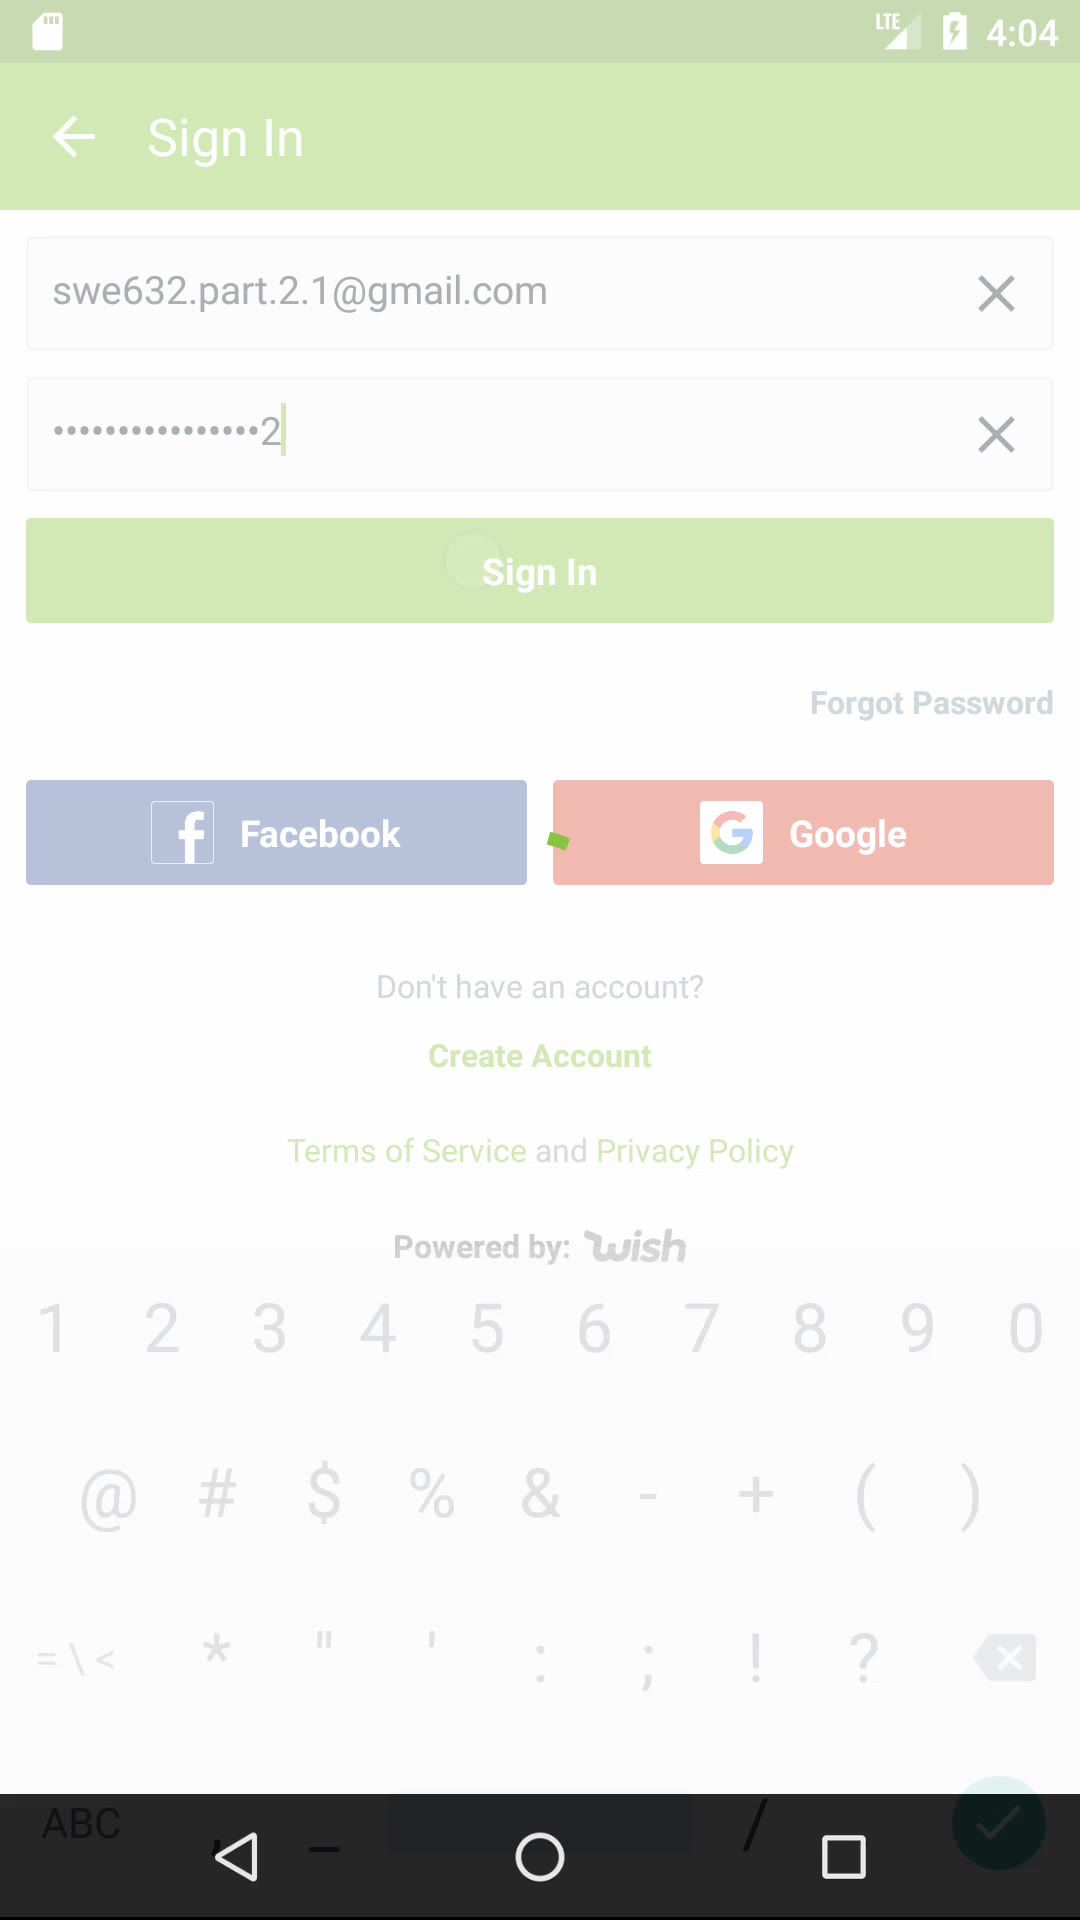 LTE 4:04
Sign In
swe632.part.2.1@gmail.com
••••••••••••••••2
Sign In
Forgot Password
Facebook
Google
Don't have an account?
Create Account
Terms of Service and Privacy Policy
Powered by: wish
1 2 3 4 5 6 7 8 9 0
@ # $ % & - + ( )
= \ < * " ' : ; ! ?
ABC , _ /